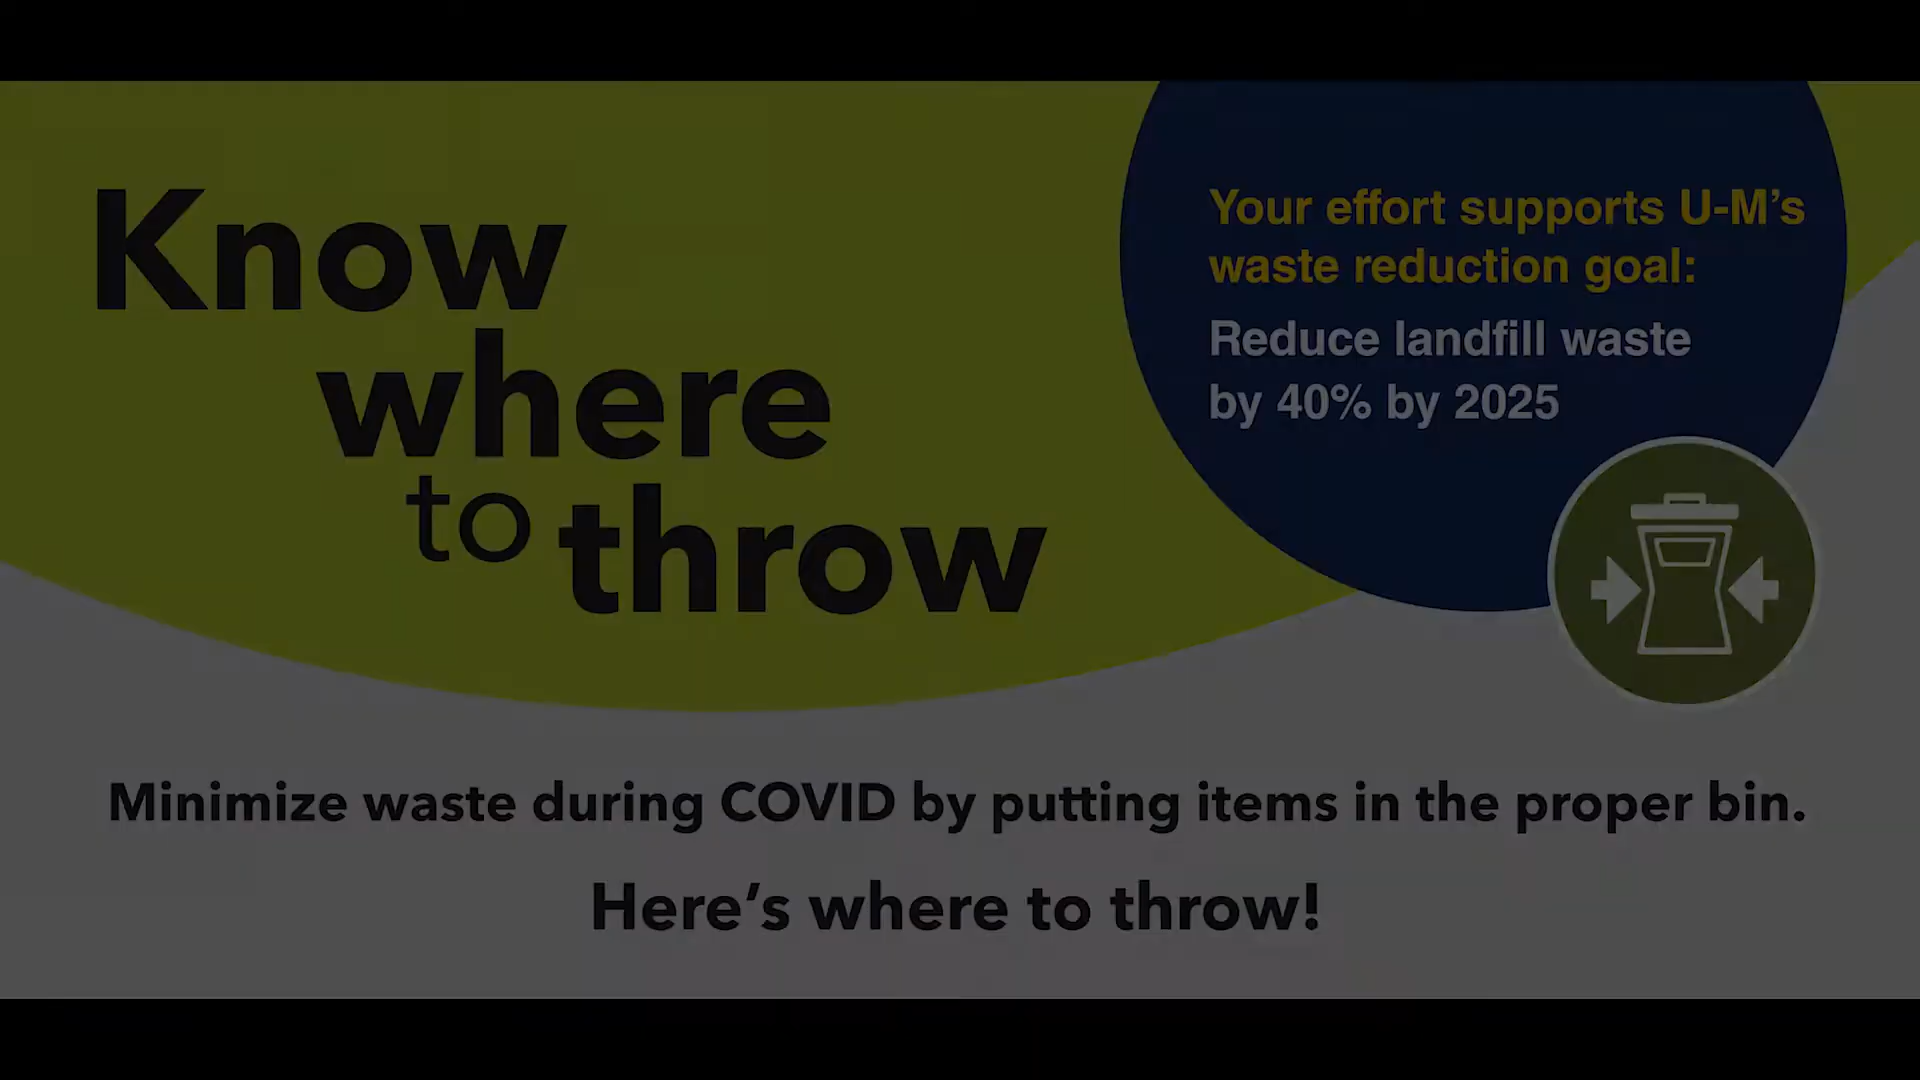 Know
where
to throw
Your effort supports U-M’s
waste reduction goal:
Reduce landfill waste
by 40% by 2025
Minimize waste during COVID by putting items in the proper bin.
Here’s where to throw!